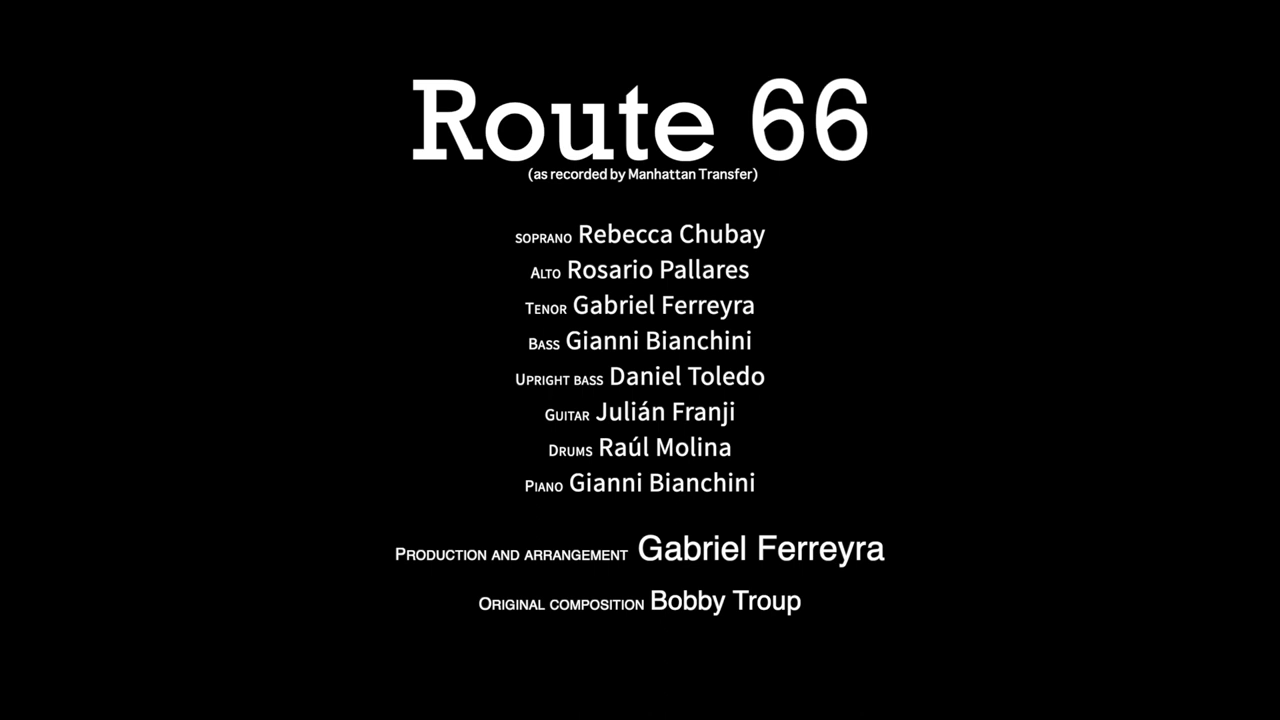 Route 66
(as recorded by Manhattan Transfer)
SOPRANO Rebecca Chubay
ALTO Rosario Pallares
TENOR Gabriel Ferreyra
BASS Gianni Bianchini
UPRIGHT BASS Daniel Toledo
GUITAR Julián Franji
DRUMS Raúl Molina
PIANO Gianni Bianchini
PRODUCTION AND ARRANGEMENT Gabriel Ferreyra
ORIGINAL COMPOSITION Bobby Troup